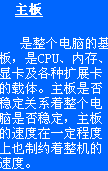 主板
是整个电脑的基
板，是CPU、内存、
显卡及各种扩展卡
的载体。主板是否
稳定关系着整个电
脑是否稳定，主板
的速度在一定程度
上也制约着整机的
速度。